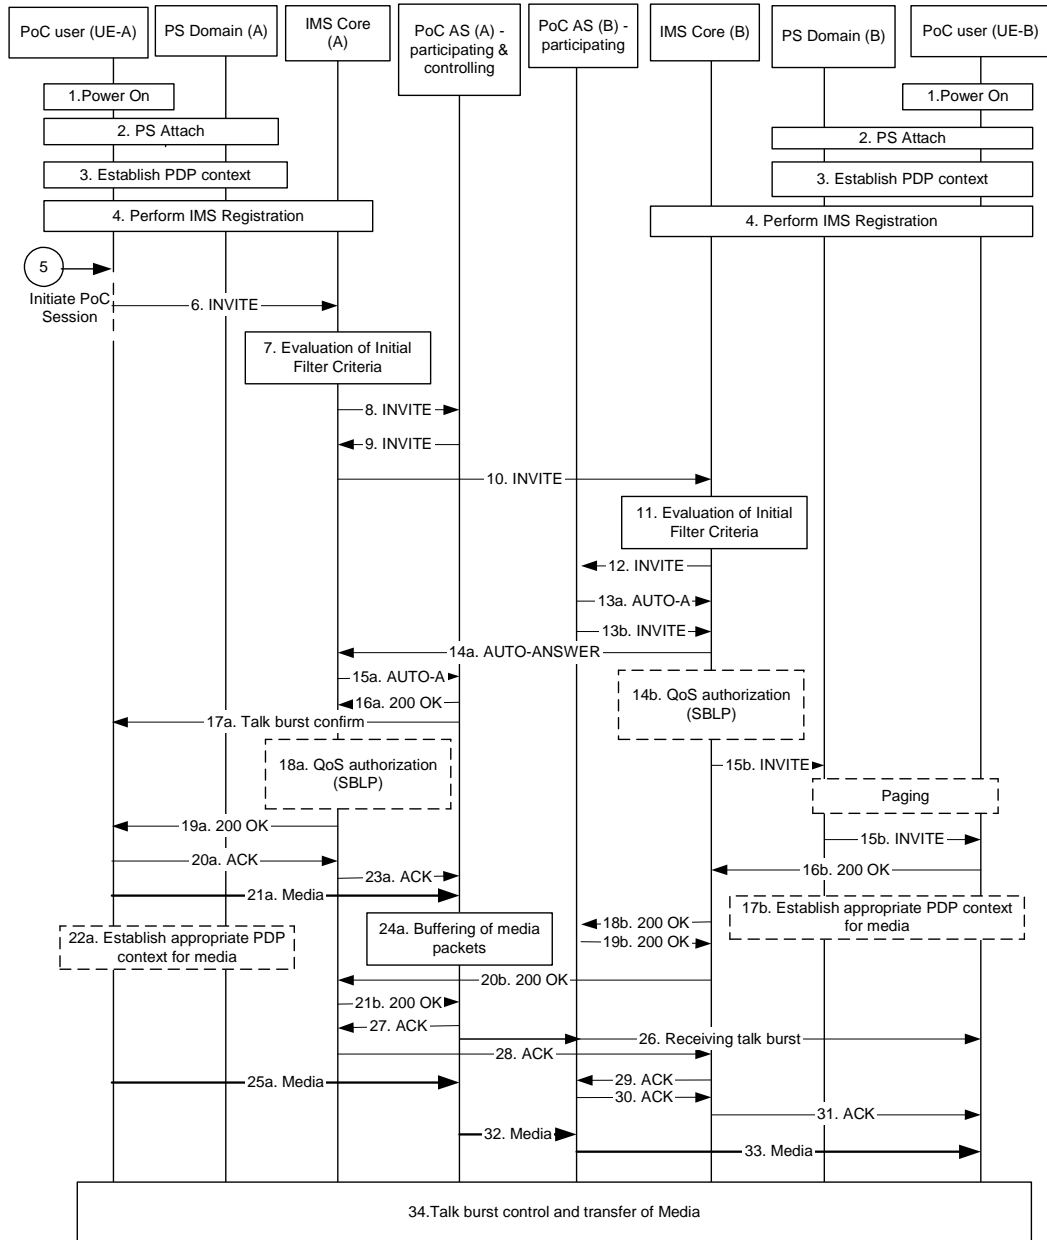 PoC user (UE-A)
PS Domain (A)
IMS Core
(A)
PoC AS (A) -
participating &
controlling
PoC AS (B) -
participating
IMS Core (B)
PS Domain (B)
PoC user (UE-B)
1.Power On
1.Power On
2. PS Attach
2. PS Attach
3. Establish PDP context
3. Establish PDP context
4. Perform IMS Registration
4. Perform IMS Registration
5
Initiate PoC
Session
6. INVITE
7. Evaluation of Initial
Filter Criteria
8. INVITE
9. INVITE
10. INVITE
11. Evaluation of Initial
Filter Criteria
12. INVITE
13a. AUTO-A
13b. INVITE
14a. AUTO-ANSWER
15a. AUTO-A
14b. QoS authorization
(SBLP)
16a. 200 OK
17a. Talk burst confirm
18a. QoS authorization
(SBLP)
15b. INVITE
Paging
19a. 200 OK
15b. INVITE
20a. ACK
16b. 200 OK
23a. ACK
21a. Media
17b. Establish appropriate PDP context
for media
24a. Buffering of media
packets
18b. 200 OK
22a. Establish appropriate PDP
context for media
19b. 200 OK
20b. 200 OK
21b. 200 OK
27. ACK
26. Receiving talk burst
28. ACK
25a. Media
29. ACK
30. ACK
31. ACK
32. Media
33. Media
34.Talk burst control and transfer of Media